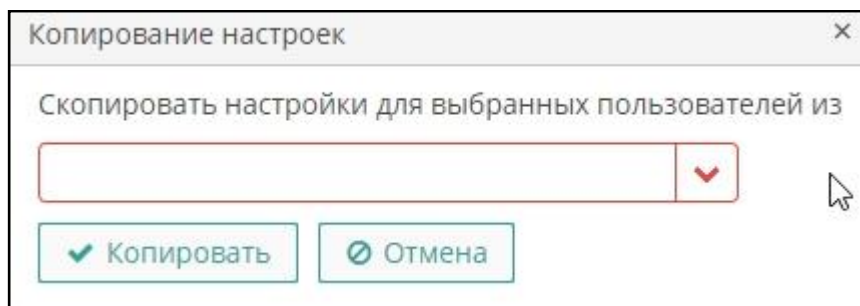 Копирование настроек
Скопировать настройки для выбранных пользователей из
Копировать
Отмена